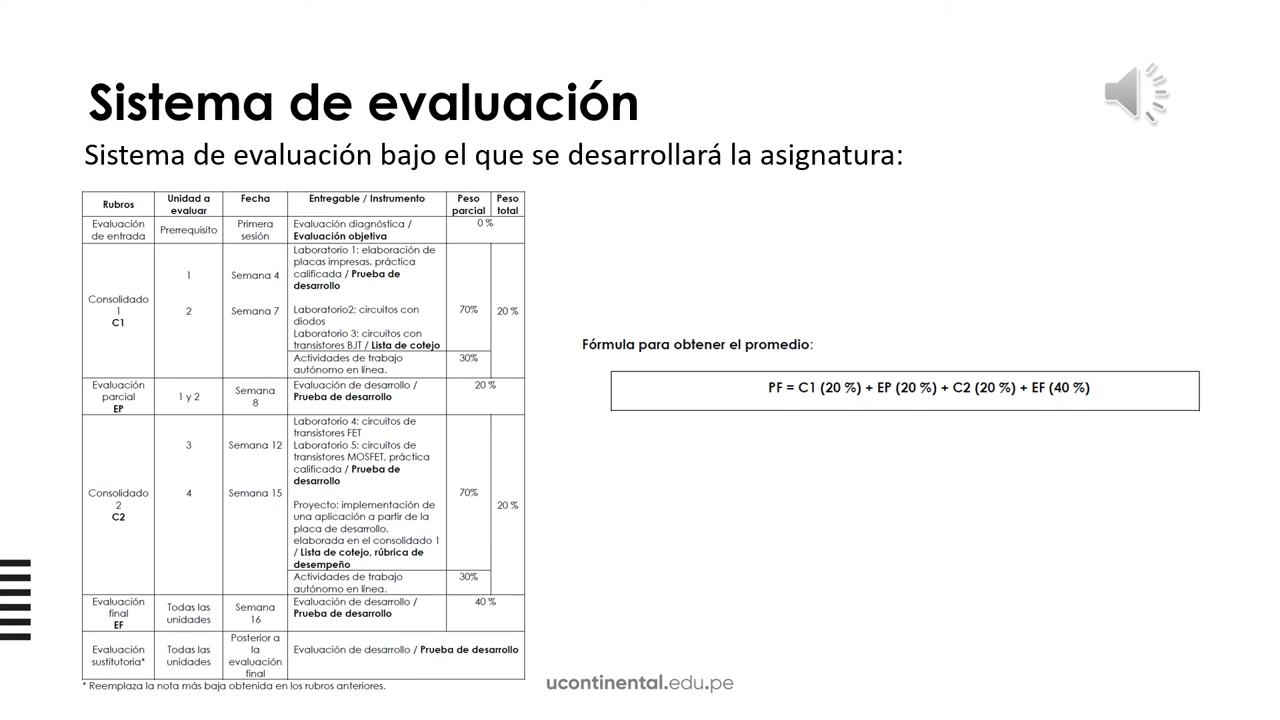 Sistema de evaluación
Sistema de evaluación bajo el que se desarrollará la asignatura:
Rubros
Unidad a
evaluar
Fecha
Entregable / Instrumento
Peso
parcial
Peso
total
Evaluación
de entrada
Prerrequisito
Primera
sesión
Evaluación diagnóstica /
Evaluación objetiva
0 %
Consolidado
1
C1
1
Semana 4
Laboratorio 1: elaboración de
placas impresas, práctica
calificada / Prueba de
desarrollo
2
Semana 7
Laboratorio2: circuitos con
diodos
Laboratorio 3: circuitos con
transistores BJT / Lista de cotejo
70%
20 %
Actividades de trabajo
autónomo en línea.
30%
Evaluación
parcial
EP
1 y 2
Semana
8
Evaluación de desarrollo /
Prueba de desarrollo
20 %
Consolidado
2
C2
3
Semana 12
Laboratorio 4: circuitos de
transistores FET
Laboratorio 5: circuitos de
transistores MOSFET, práctica
calificada / Prueba de
desarrollo
4
Semana 15
Proyecto: implementación de
una aplicación a partir de la
placa de desarrollo,
elaborada en el consolidado 1
/ Lista de cotejo, rúbrica de
desempeño
70%
20 %
Actividades de trabajo
autónomo en línea.
30%
Evaluación
final
EF
Todas las
unidades
Semana
16
Evaluación de desarrollo /
Prueba de desarrollo
40 %
Evaluación
sustitutoria*
Todas las
unidades
Posterior a
la
evaluación
final
Evaluación de desarrollo / Prueba de desarrollo
* Reemplaza la nota más baja obtenida en los rubros anteriores.
Fórmula para obtener el promedio:
PF = C1 (20 %) + EP (20 %) + C2 (20 %) + EF (40 %)
ucontinental.edu.pe